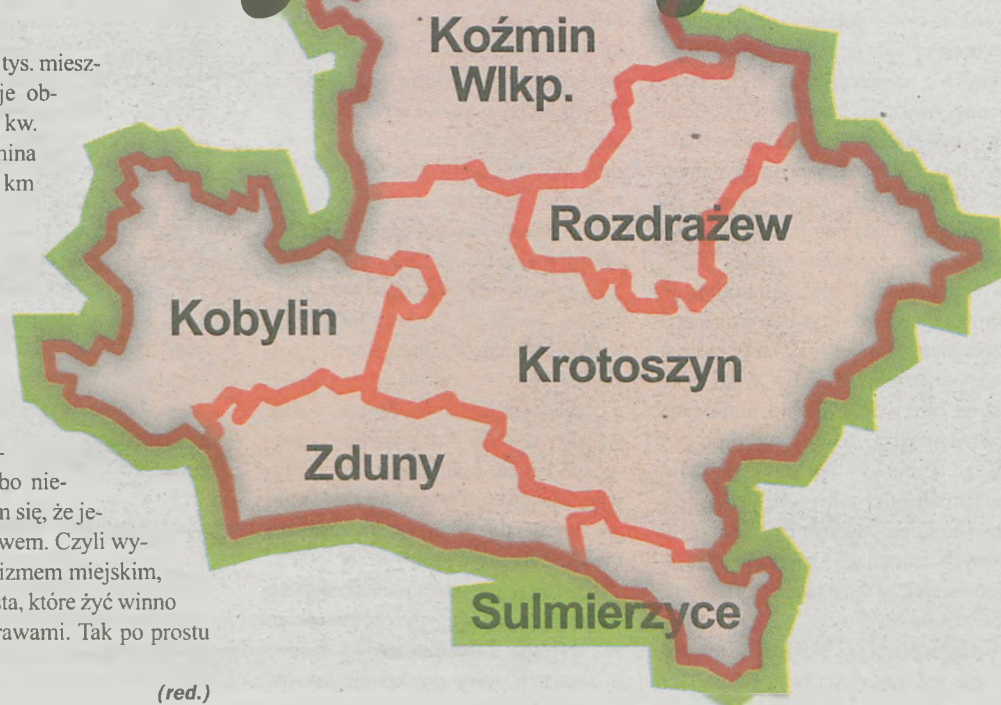 tys. miesz-
je ob-
kw.
mina
km
-
bo nie-
m się, że je-
wem. Czyli wy-
izmem miejskim,
sta, które żyć winno
rawami. Tak po prostu
(red.)
Koźmin
Wlkp.
Rozdrażew
Kobylin
Krotoszyn
Zduny
Sulmierzyce